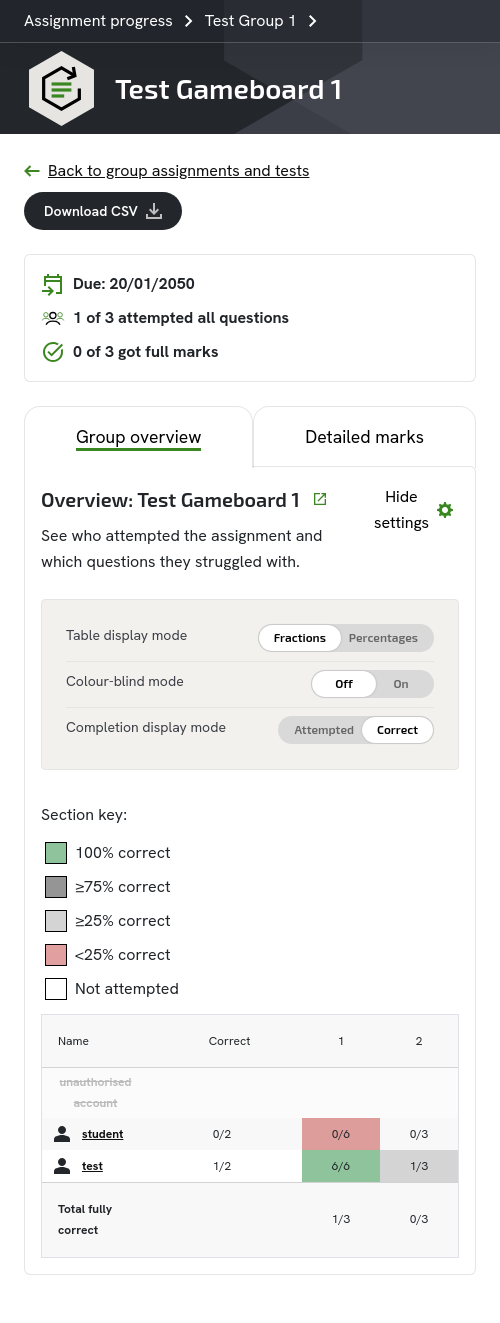 Assignment progress > Test Group 1 >
Test Gameboard 1
Back to group assignments and tests
Download CSV
Due: 20/01/2050
1 of 3 attempted all questions
0 of 3 got full marks
Group overview Detailed marks
Overview: Test Gameboard 1
Hide settings
See who attempted the assignment and
which questions they struggled with.
Table display mode Fractions Percentages
Colour-blind mode Off On
Completion display mode Attempted Correct
Section key:
100% correct
≥75% correct
≥25% correct
<25% correct
Not attempted
Name Correct 1 2
unauthorised
account
student 0/2 0/6 0/3
test 1/2 6/6 1/3
Total fully
correct 1/3 0/3